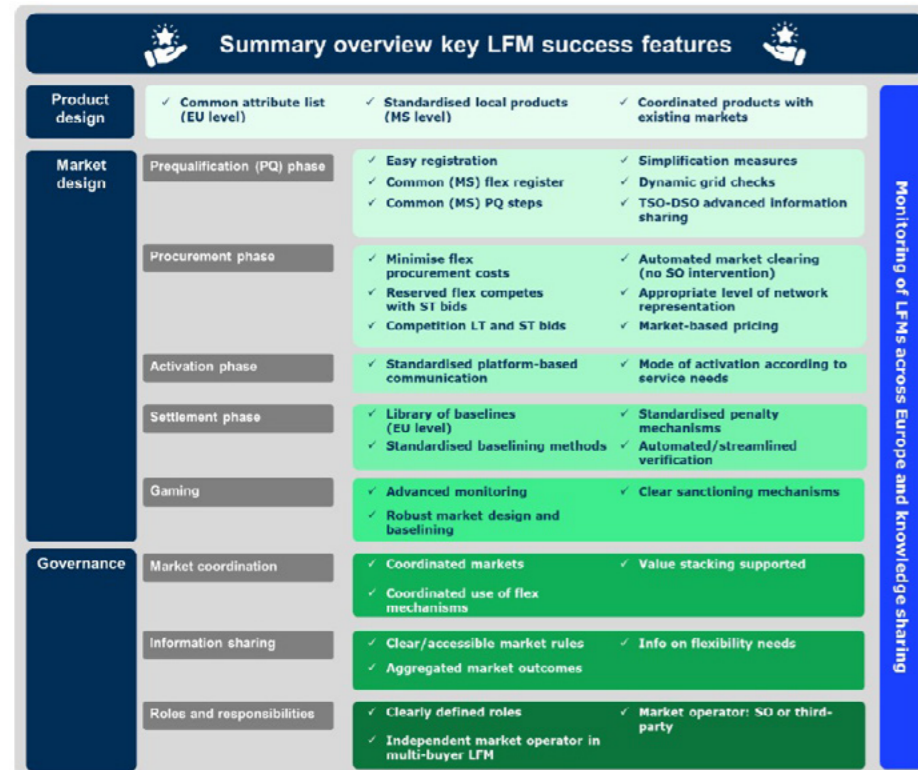 Summary overview key LFM success features
Product
design
✓ Common attribute list
(EU level)
✓ Standardised local products
(MS level)
✓ Coordinated products with
existing markets
Market
design
Prequalification (PQ) phase
✓ Easy registration
✓ Common (MS) flex register
✓ Common (MS) PQ steps
✓ Simplification measures
✓ Dynamic grid checks
✓ TSO-DSO advanced information
sharing
Procurement phase
✓ Minimise flex
procurement costs
✓ Reserved flex competes
with ST bids
✓ Competition LT and ST bids
✓ Automated market clearing
(no SO intervention)
✓ Appropriate level of network
representation
✓ Market-based pricing
Activation phase
✓ Standardised platform-based
communication
✓ Mode of activation according to
service needs
Settlement phase
✓ Library of baselines
(EU level)
✓ Standardised baselining methods
✓ Standardised penalty
mechanisms
✓ Automated/streamlined
verification
Gaming
✓ Advanced monitoring
✓ Robust market design and
baselining
✓ Clear sanctioning mechanisms
Governance
Market coordination
✓ Coordinated markets
✓ Coordinated use of flex
mechanisms
✓ Value stacking supported
Information sharing
✓ Clear/accessible market rules
✓ Aggregated market outcomes
✓ Info on flexibility needs
Roles and responsibilities
✓ Clearly defined roles
✓ Independent market operator in
multi-buyer LFM
✓ Market operator: SO or third-
party
Monitoring of LFMs across Europe and knowledge sharing